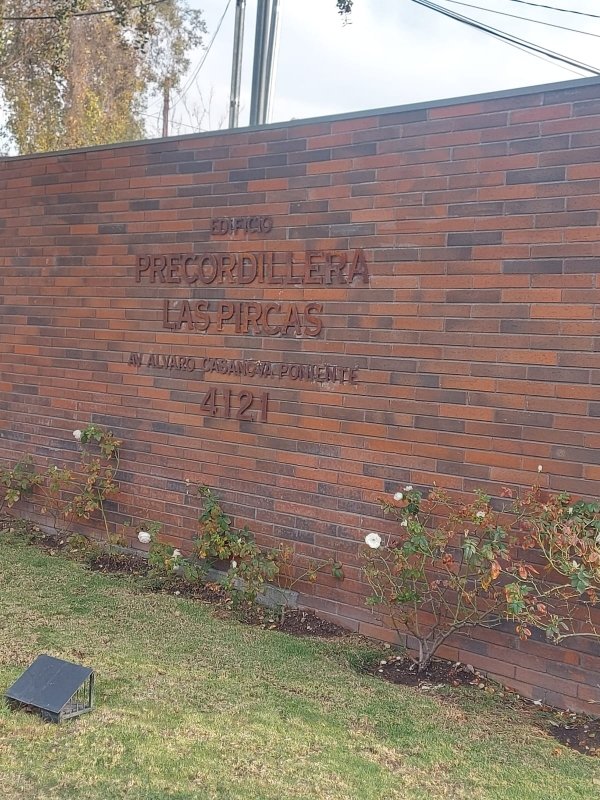 EDIFICIO
PRECORDILLERA
LAS PIRCAS
AV ALVARO CASANOVA PONIENTE
4121